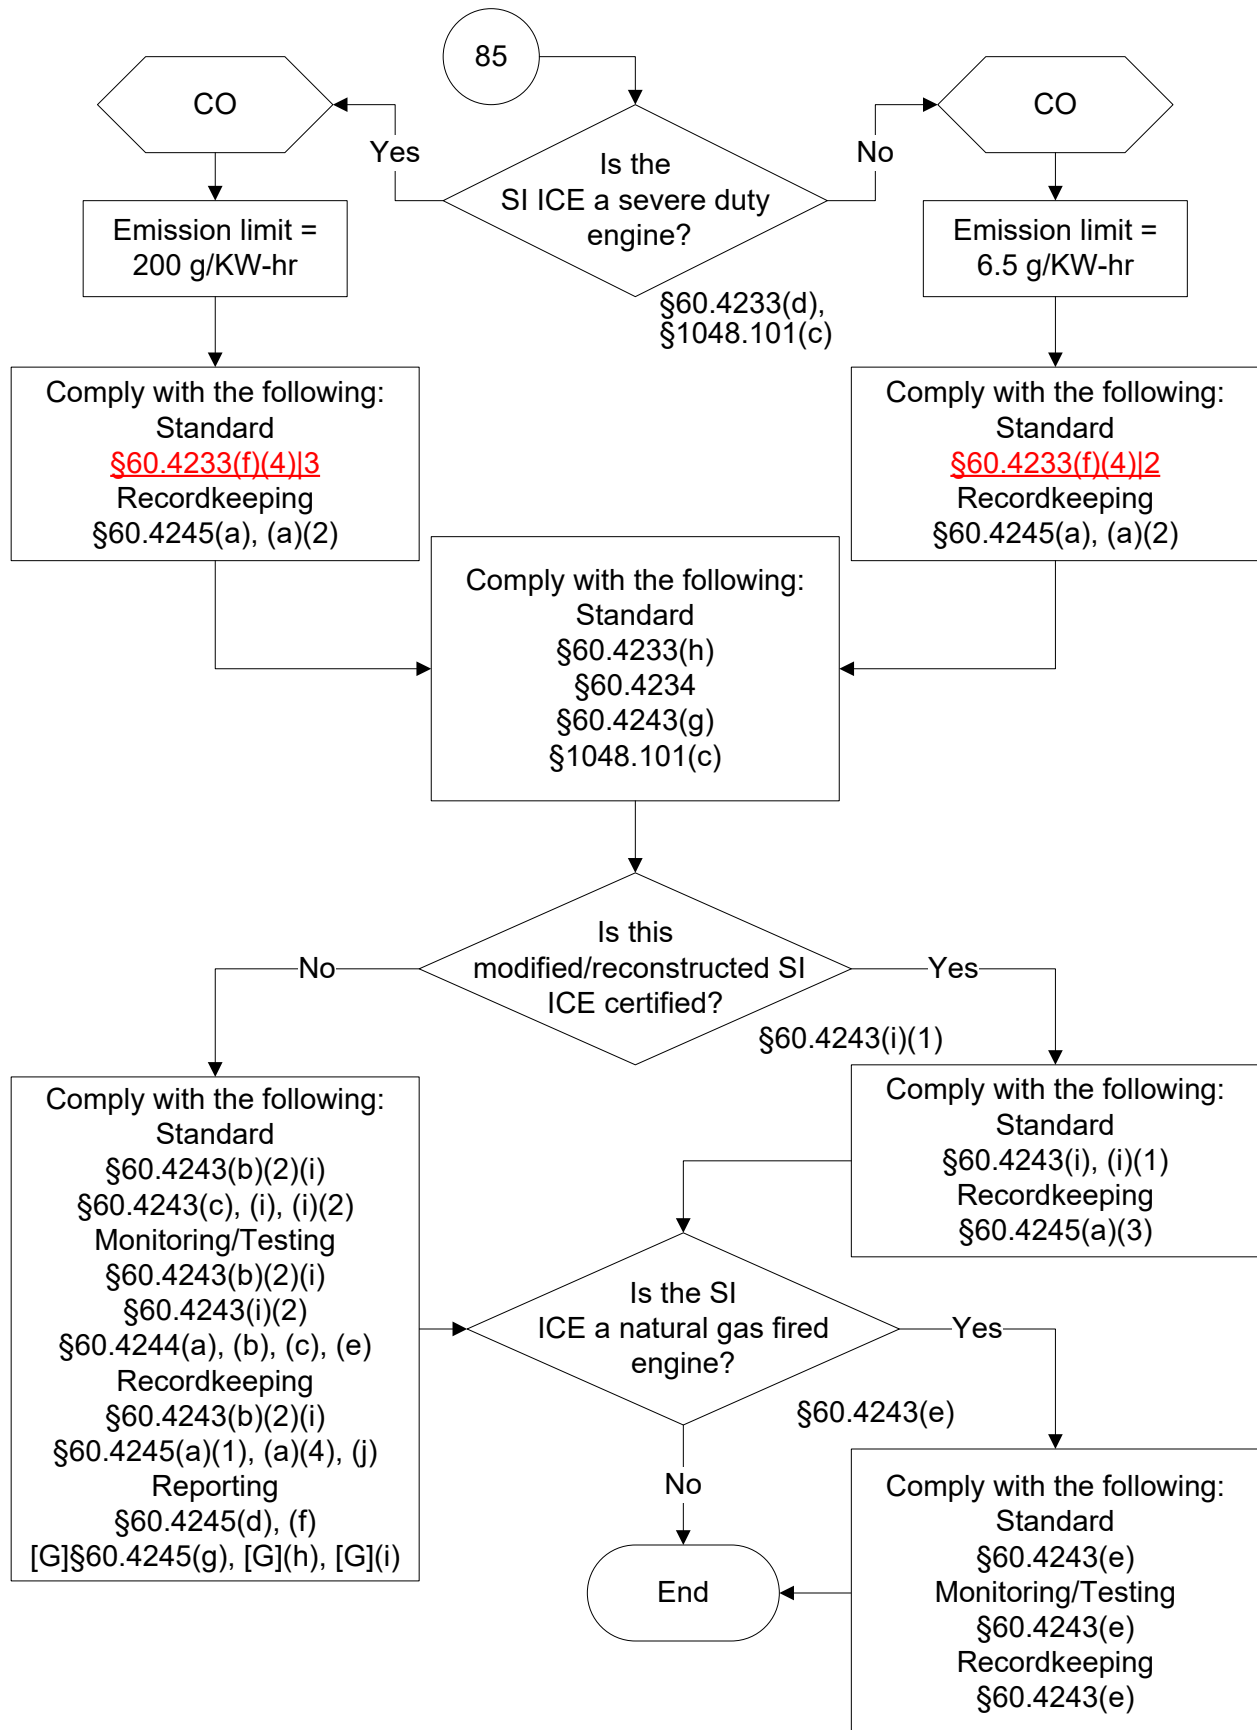 85
CO
CO
Yes
No
Is the
SI ICE a severe duty
engine?
Emission limit =
200 g/KW-hr
Emission limit =
6.5 g/KW-hr
§60.4233(d),
§1048.101(c)
Comply with the following:
Standard
§60.4233(f)(4)|3
Recordkeeping
§60.4245(a), (a)(2)
Comply with the following:
Standard
§60.4233(f)(4)|2
Recordkeeping
§60.4245(a), (a)(2)
Comply with the following:
Standard
§60.4233(h)
§60.4234
§60.4243(g)
§1048.101(c)
Is this
modified/reconstructed SI
ICE certified?
No
Yes
§60.4243(i)(1)
Comply with the following:
Standard
§60.4243(b)(2)(i)
§60.4243(c), (i), (i)(2)
Monitoring/Testing
§60.4243(b)(2)(i)
§60.4243(i)(2)
§60.4244(a), (b), (c), (e)
Recordkeeping
§60.4243(b)(2)(i)
§60.4245(a)(1), (a)(4), (j)
Reporting
§60.4245(d), (f)
[G]§60.4245(g), [G](h), [G](i)
Comply with the following:
Standard
§60.4243(i), (i)(1)
Recordkeeping
§60.4245(a)(3)
Is the SI
ICE a natural gas fired
engine?
Yes
§60.4243(e)
No
Comply with the following:
Standard
§60.4243(e)
Monitoring/Testing
§60.4243(e)
Recordkeeping
§60.4243(e)
End